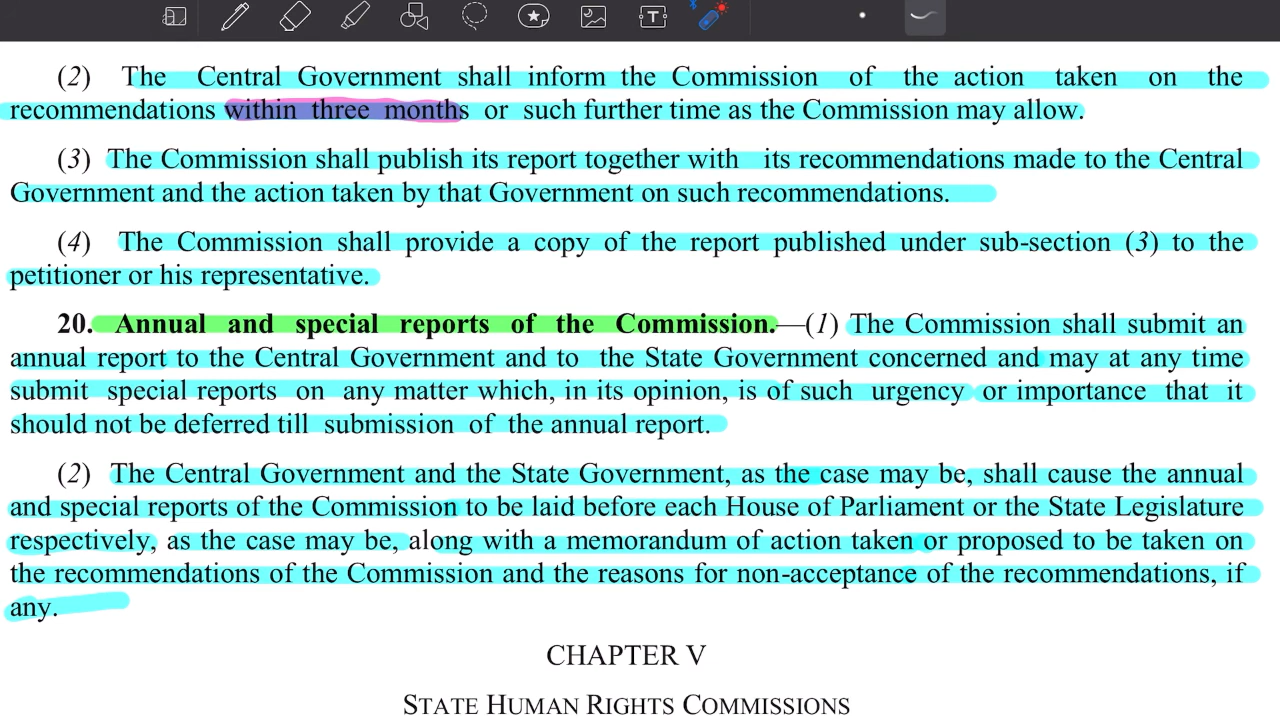 (2) The Central Government shall inform the Commission of the action taken on the
recommendations within three months or such further time as the Commission may allow.
(3) The Commission shall publish its report together with its recommendations made to the Central
Government and the action taken by that Government on such recommendations.
(4) The Commission shall provide a copy of the report published under sub-section (3) to the
petitioner or his representative.
20. Annual and special reports of the Commission.—(1) The Commission shall submit an
annual report to the Central Government and to the State Government concerned and may at any time
submit special reports on any matter which, in its opinion, is of such urgency or importance that it
should not be deferred till submission of the annual report.
(2) The Central Government and the State Government, as the case may be, shall cause the annual
and special reports of the Commission to be laid before each House of Parliament or the State Legislature
respectively, as the case may be, along with a memorandum of action taken or proposed to be taken on
the recommendations of the Commission and the reasons for non-acceptance of the recommendations, if
any.
CHAPTER V
STATE HUMAN RIGHTS COMMISSIONS